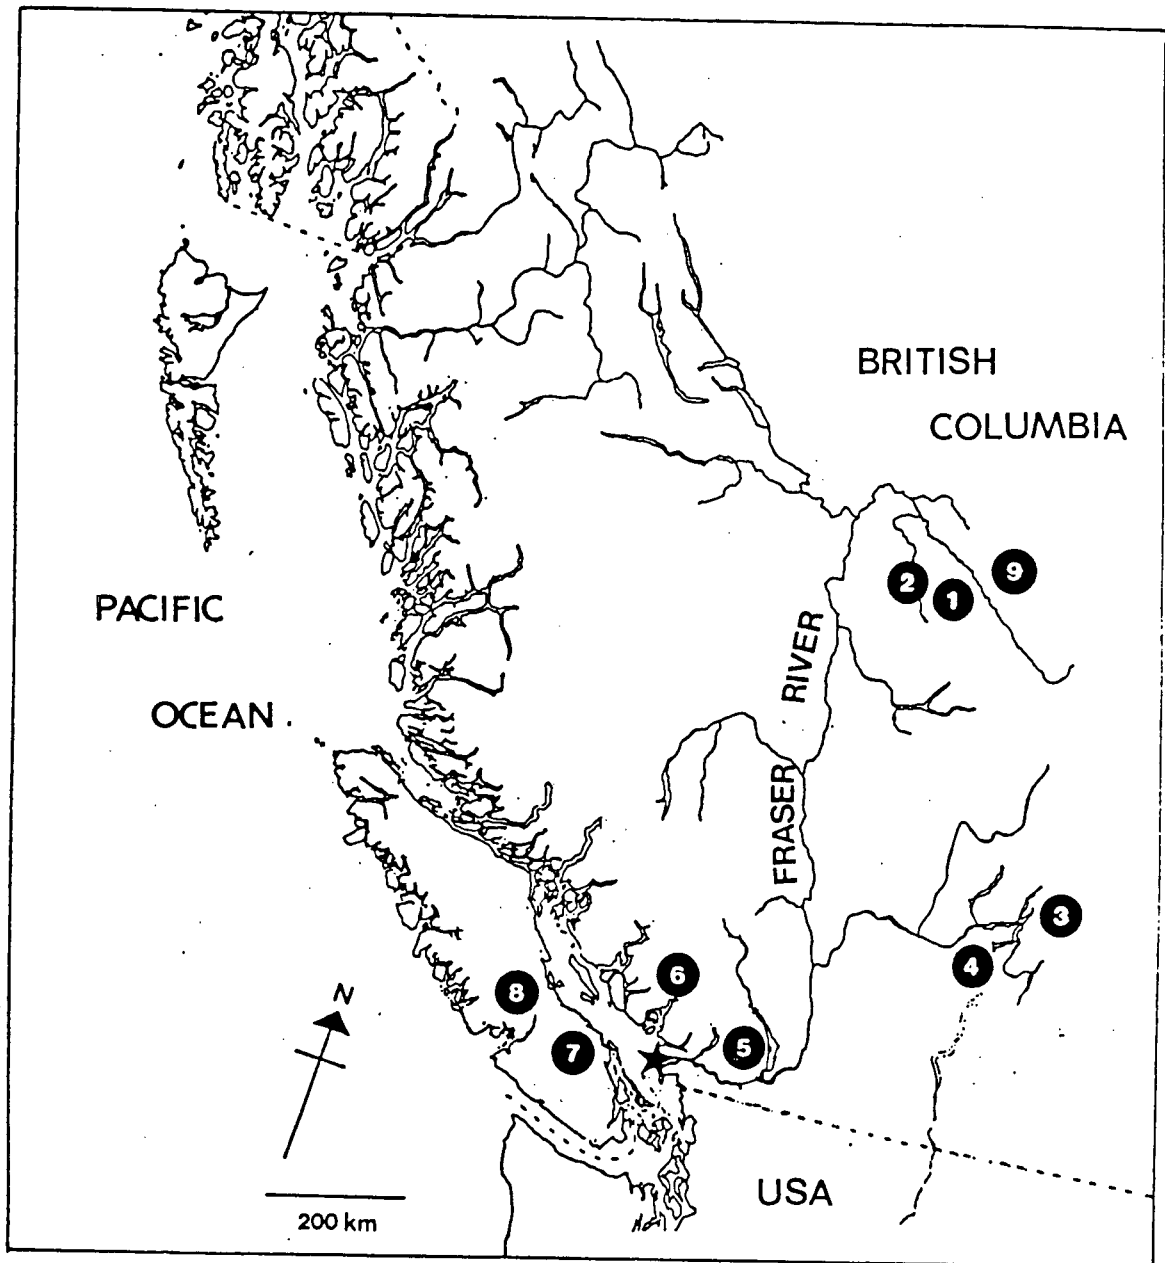 BRITISH
COLUMBIA
PACIFIC
OCEAN
RIVER
FRASER
2
1
9
3
4
6
8
7
5
N
200 km
USA